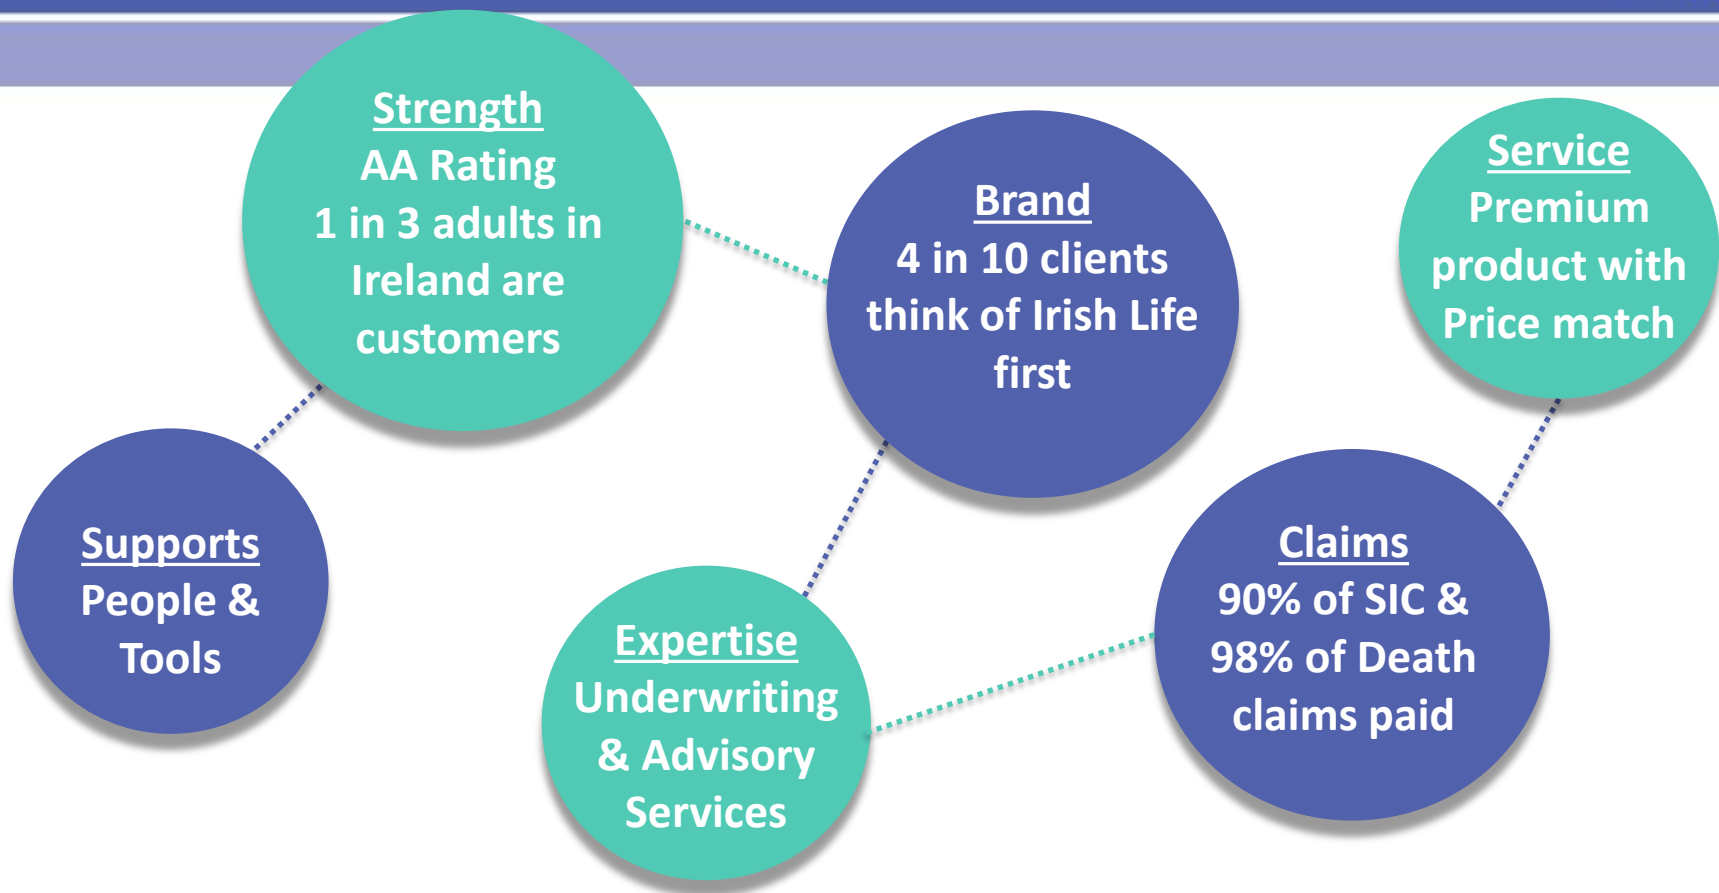 Strength
AA Rating
1 in 3 adults in
Ireland are
customers
Brand
4 in 10 clients
think of Irish Life
first
Service
Premium
product with
Price match
Supports
People &
Tools
Expertise
Underwriting
& Advisory
Services
Claims
90% of SIC &
98% of Death
claims paid